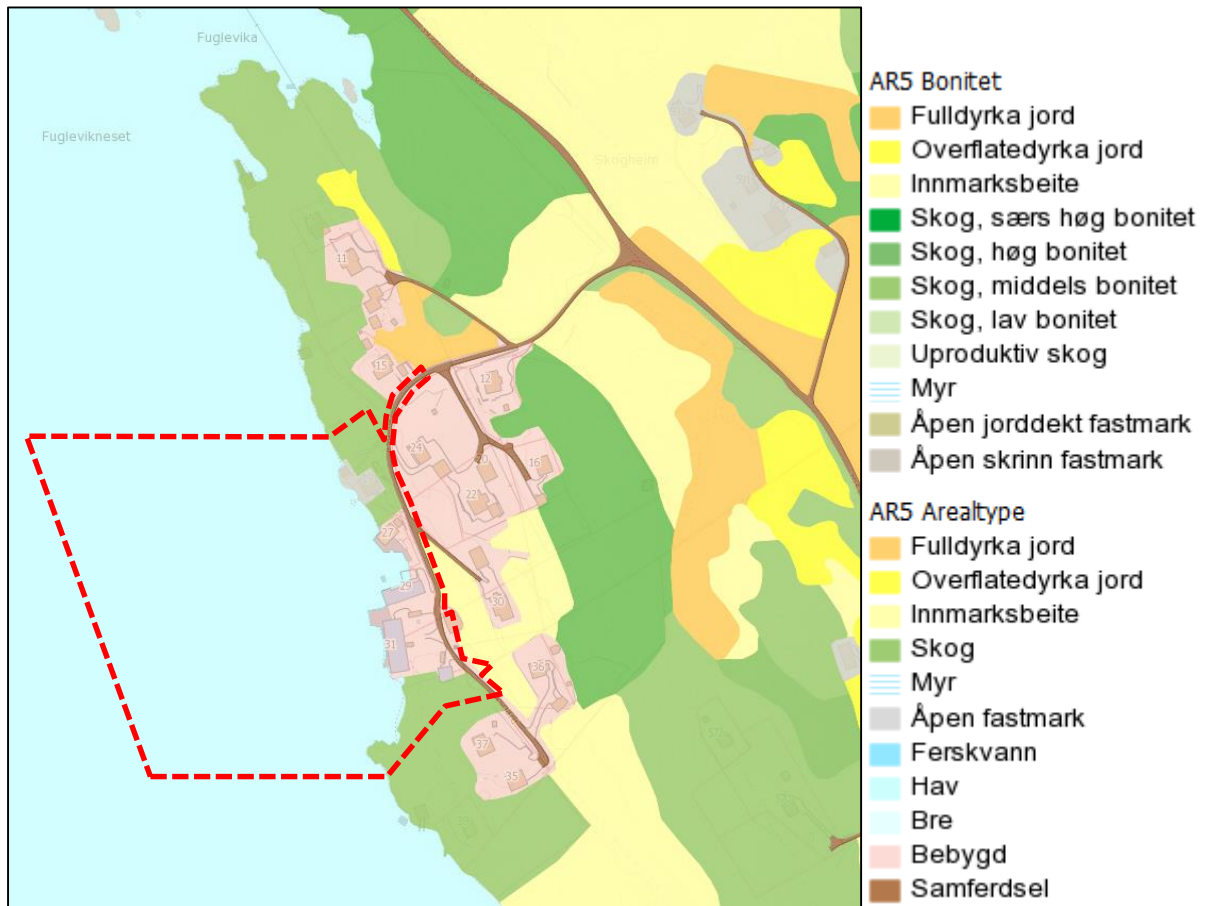 Fuglevika
Fuglevikneset
Skogheim
11
15
12
24
20
16
22
27
29
30
31
36
37
35
AR5 Bonitet
Fulldyrka jord
Overflatedyrka jord
Innmarksbeite
Skog, særs høg bonitet
Skog, høg bonitet
Skog, middels bonitet
Skog, lav bonitet
Uproduktiv skog
Myr
Åpen jorddekt fastmark
Åpen skrinn fastmark
AR5 Arealtype
Fulldyrka jord
Overflatedyrka jord
Innmarksbeite
Skog
Myr
Åpen fastmark
Ferskvann
Hav
Bre
Bebygd
Samferdsel